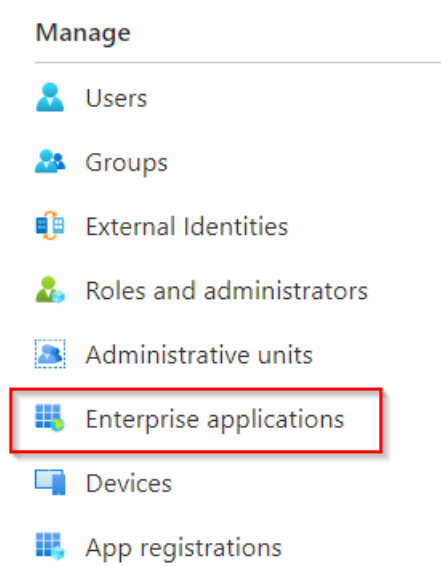 Manage
Users
Groups
External Identities
Roles and administrators
Administrative units
Enterprise applications
Devices
App registrations